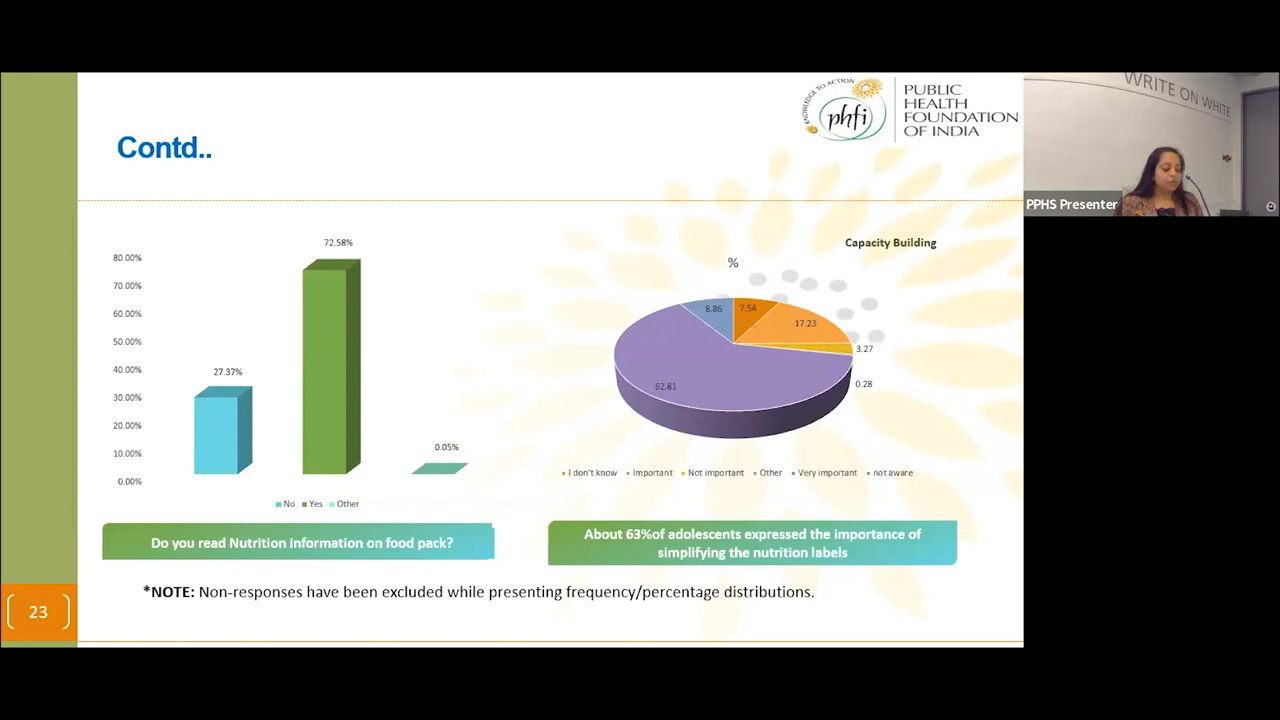 KNOWLEDGE TO ACTION
phfi
PUBLIC
HEALTH
FOUNDATION
OF INDIA
WRITE ON WHITE
PPHS Presenter
Contd..
72.58%
80.00%
70.00%
60.00%
50.00%
40.00%
30.00%
20.00%
10.00%
0.00%
27.37%
0.05%
No Yes Other
Capacity Building
%
8.86
7.54
17.23
3.27
0.28
62.81
I don't know Important Not important Other Very important not aware
Do you read Nutrition information on food pack?
About 63%of adolescents expressed the importance of
simplifying the nutrition labels
*NOTE: Non-responses have been excluded while presenting frequency/percentage distributions.
23